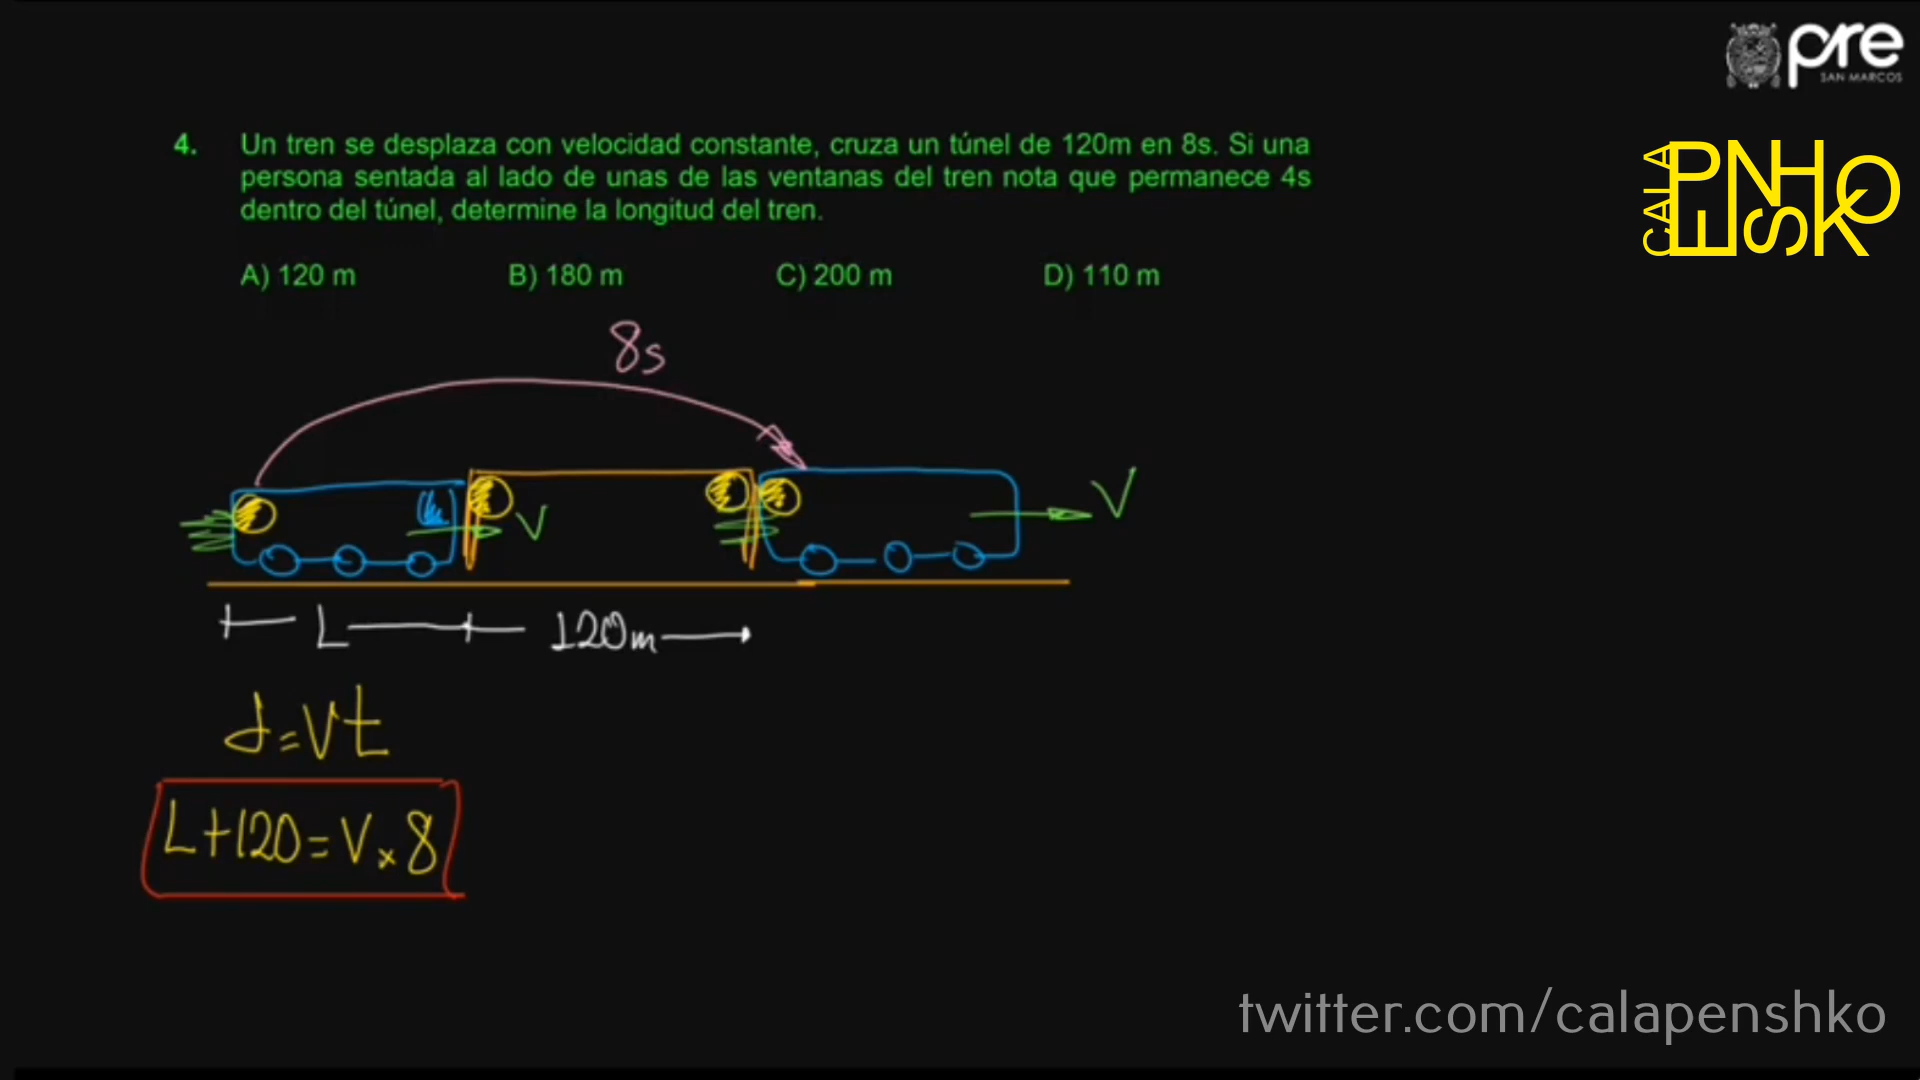 pre
SAN MARCOS
CALA
PENSHKO
4. Un tren se desplaza con velocidad constante, cruza un túnel de 120m en 8s. Si una
persona sentada al lado de unas de las ventanas del tren nota que permanece 4s
dentro del túnel, determine la longitud del tren.
A) 120 m B) 180 m C) 200 m D) 110 m
8s
V
V
L 120m
d=Vt
L+120=V×8
twitter.com/calapenshko